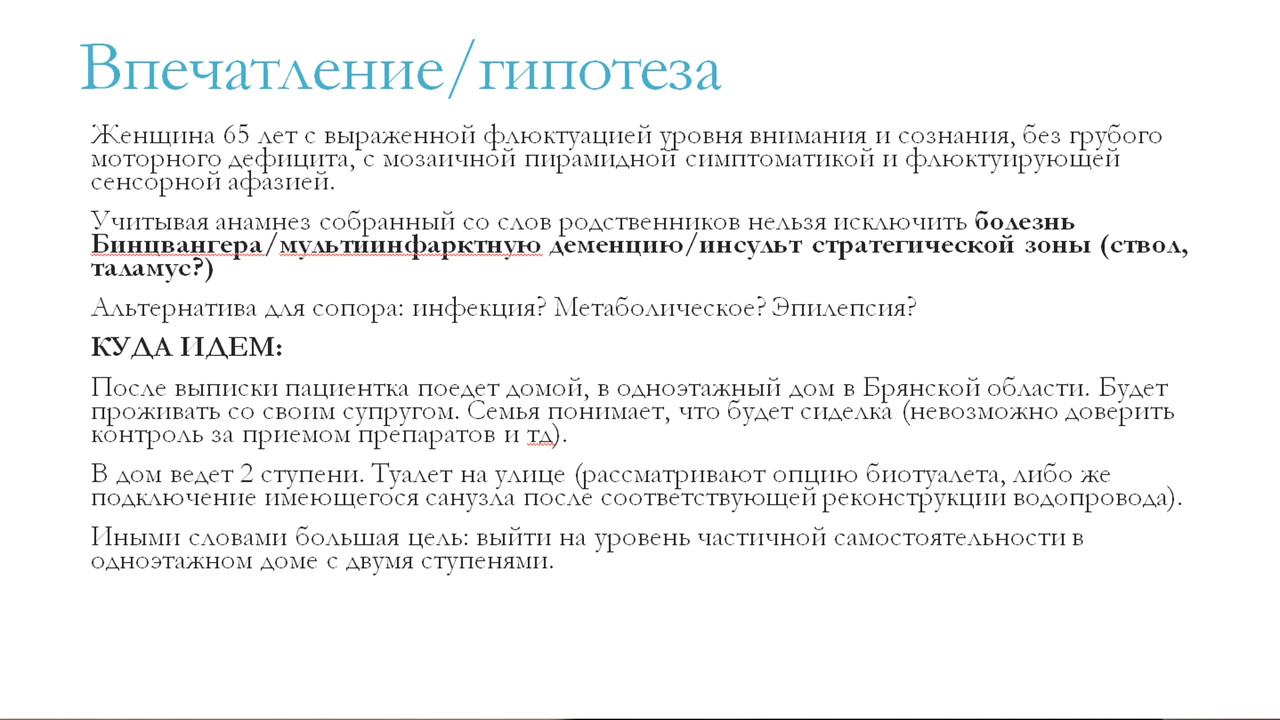 Впечатление/гипотеза
Женщина 65 лет с выраженной флюктуацией уровня внимания и сознания, без грубого
моторного дефицита, с мозаичной пирамидной симптоматикой и флюктуирующей
сенсорной афазией.
Учитывая анамнез собранный со слов родственников нельзя исключить болезнь
Бинцвангера/мультиинфарктную деменцию/инсульт стратегической зоны (ствол,
таламус?)
Альтернатива для сопора: инфекция? Метаболическое? Эпилепсия?
КУДА ИДЕМ:
После выписки пациентка поедет домой, в одноэтажный дом в Брянской области. Будет
проживать со своим супругом. Семья понимает, что будет сиделка (невозможно доверить
контроль за приемом препаратов и тд).
В дом ведет 2 ступени. Туалет на улице (рассматривают опцию биотуалета, либо же
подключение имеющегося санузла после соответствующей реконструкции водопровода).
Иными словами большая цель: выйти на уровень частичной самостоятельности в
одноэтажном доме с двумя ступенями.